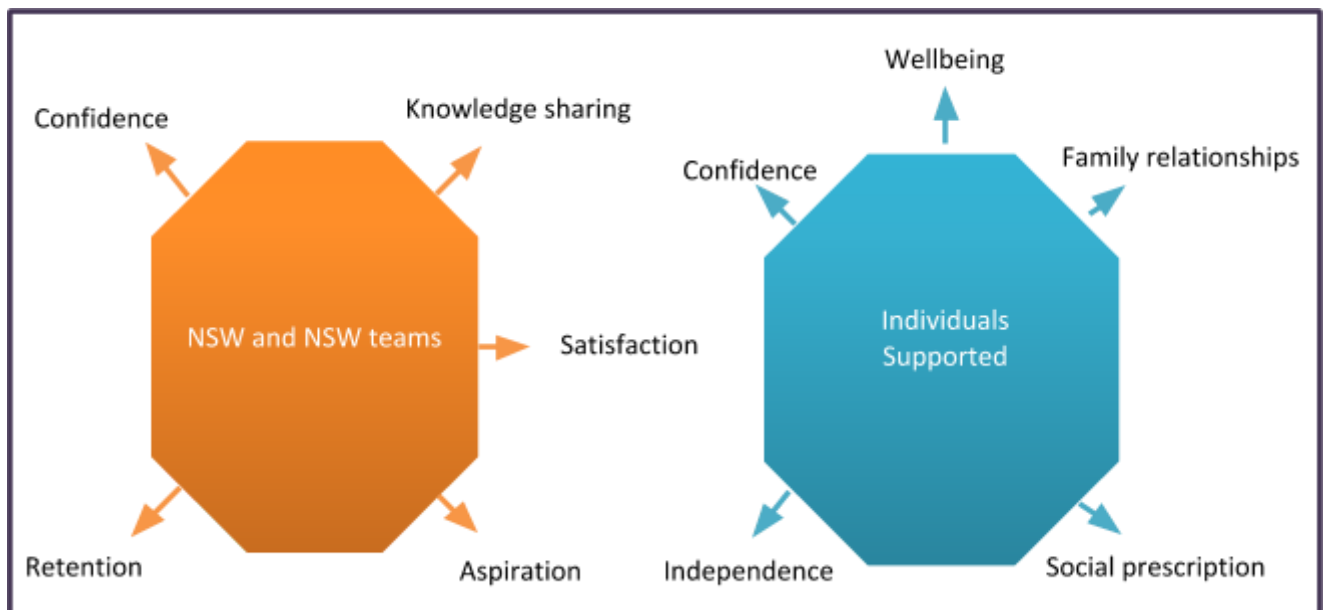 Confidence
Knowledge sharing
NSW and NSW teams
Satisfaction
Retention
Aspiration
Wellbeing
Confidence
Family relationships
Individuals
Supported
Independence
Social prescription